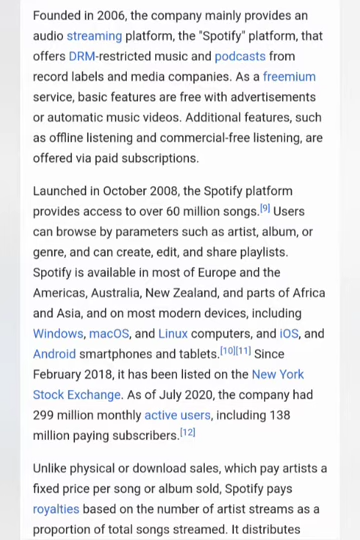 Founded in 2006, the company mainly provides an
audio streaming platform, the "Spotify" platform, that
offers DRM-restricted music and podcasts from
record labels and media companies. As a freemium
service, basic features are free with advertisements
or automatic music videos. Additional features, such
as offline listening and commercial-free listening, are
offered via paid subscriptions.
Launched in October 2008, the Spotify platform
provides access to over 60 million songs.[9] Users
can browse by parameters such as artist, album, or
genre, and can create, edit, and share playlists.
Spotify is available in most of Europe and the
Americas, Australia, New Zealand, and parts of Africa
and Asia, and on most modern devices, including
Windows, macOS, and Linux computers, and iOS, and
Android smartphones and tablets.[10][11] Since
February 2018, it has been listed on the New York
Stock Exchange. As of July 2020, the company had
299 million monthly active users, including 138
million paying subscribers.[12]
Unlike physical or download sales, which pay artists a
fixed price per song or album sold, Spotify pays
royalties based on the number of artist streams as a
proportion of total songs streamed. It distributes